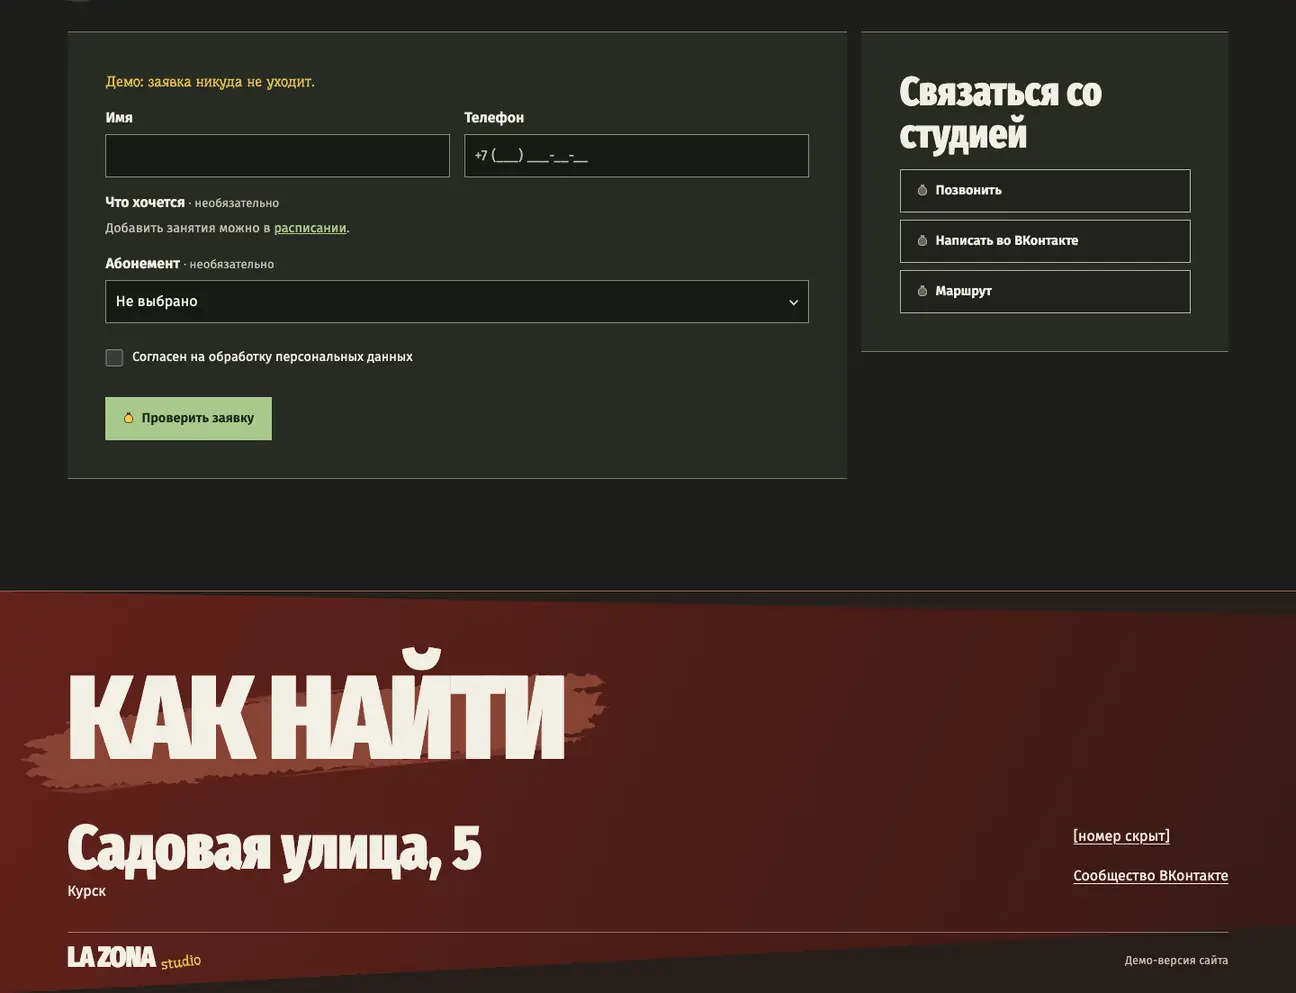 Демо: заявка никуда не уходит.
Имя
Телефон
+7 (___) ___-__-__
Что хочется · необязательно
Добавить занятия можно в расписании.
Абонемент · необязательно
Не выбрано
Согласен на обработку персональных данных
Проверить заявку
Связаться со
студией
Позвонить
Написать во ВКонтакте
Маршрут
КАК НАЙТИ
Садовая улица, 5
Курск
[номер скрыт]
Сообщество ВКонтакте
LA ZONA studio
Демо-версия сайта